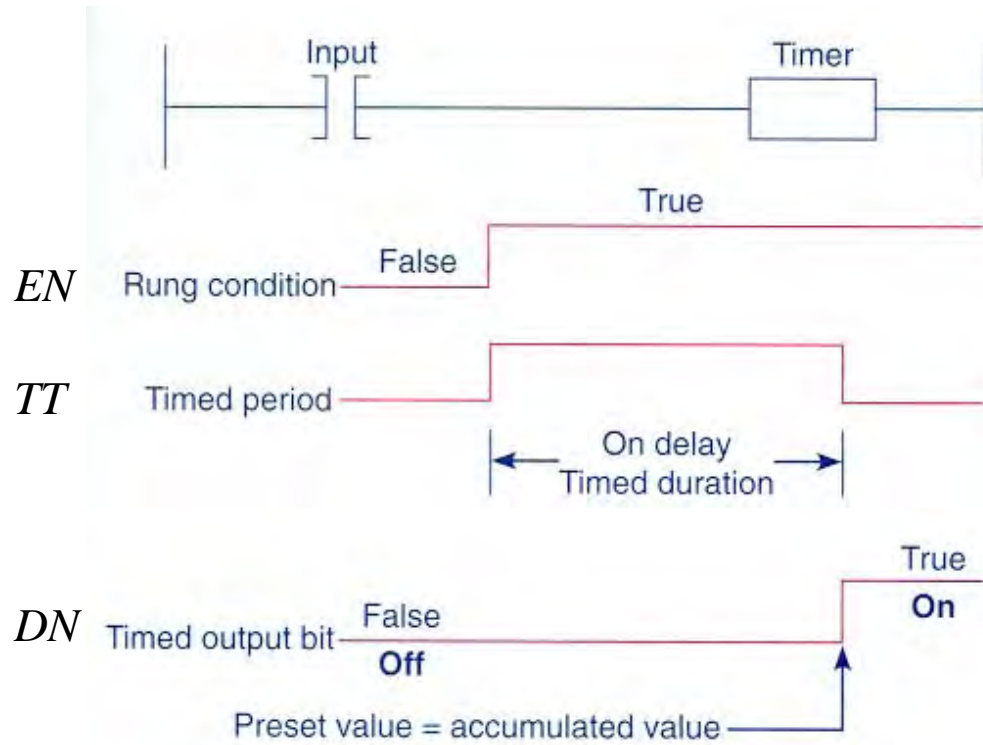 Input
Timer
True
False
EN
Rung condition
TT
Timed period
On delay
Timed duration
True
On
DN
False
Timed output bit
Off
Preset value = accumulated value